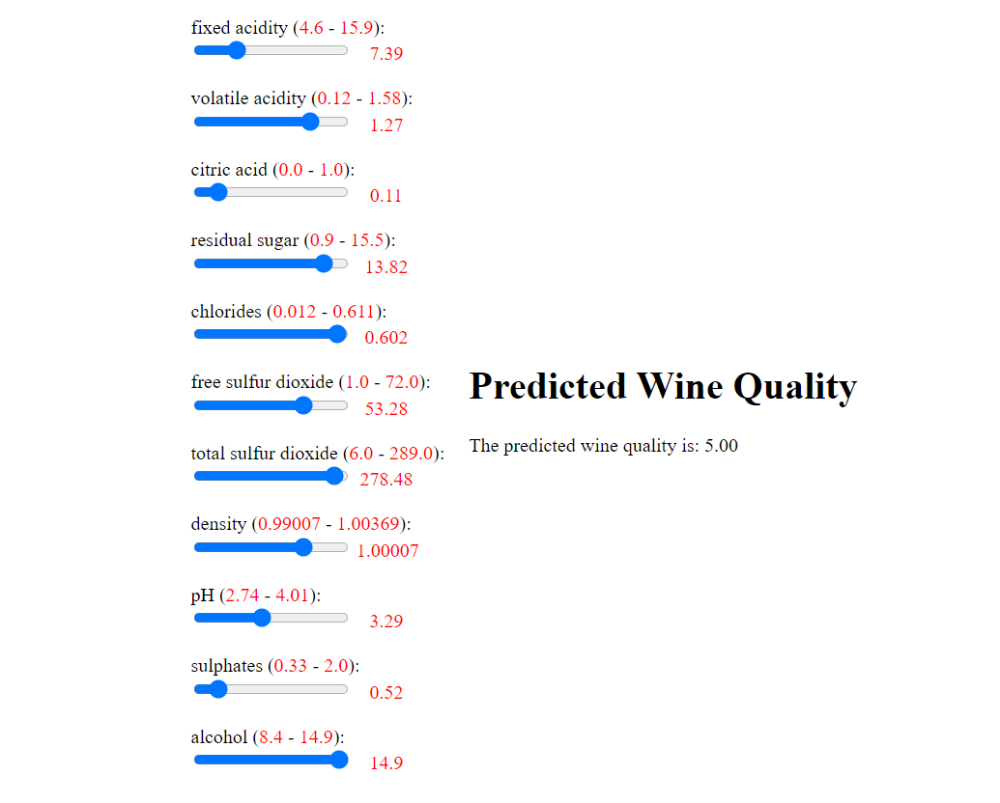 fixed acidity (4.6 - 15.9):
7.39
volatile acidity (0.12 - 1.58):
1.27
citric acid (0.0 - 1.0):
0.11
residual sugar (0.9 - 15.5):
13.82
chlorides (0.012 - 0.611):
0.602
free sulfur dioxide (1.0 - 72.0):
53.28
total sulfur dioxide (6.0 - 289.0):
278.48
density (0.99007 - 1.00369):
1.00007
pH (2.74 - 4.01):
3.29
sulphates (0.33 - 2.0):
0.52
alcohol (8.4 - 14.9):
14.9
Predicted Wine Quality
The predicted wine quality is: 5.00